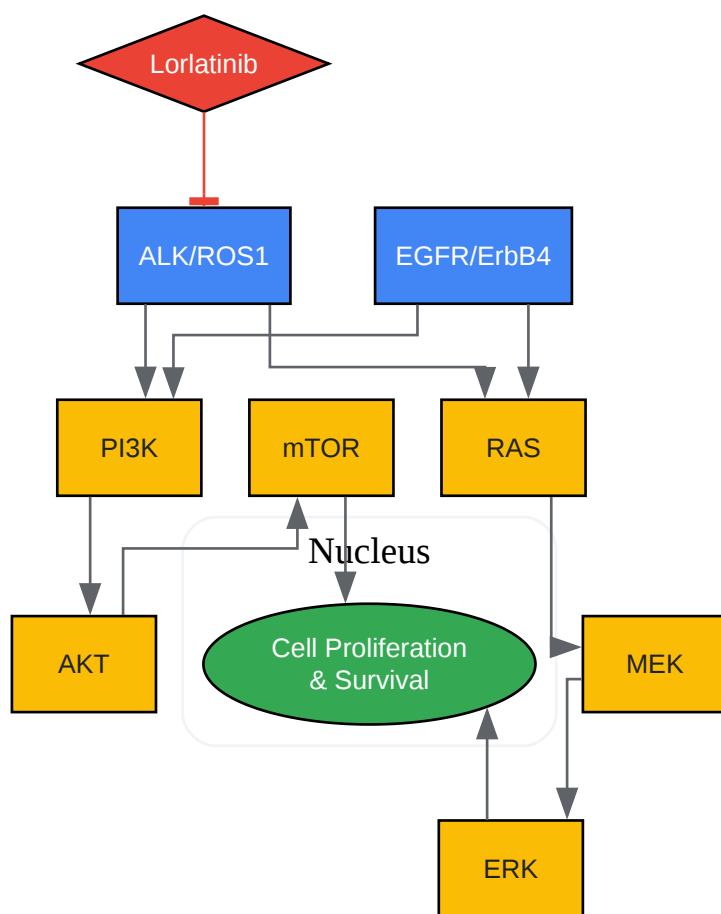 Lorlatinib
ALK/ROS1
EGFR/ErbB4
PI3K
mTOR
RAS
Nucleus
Cell Proliferation
& Survival
AKT
MEK
ERK